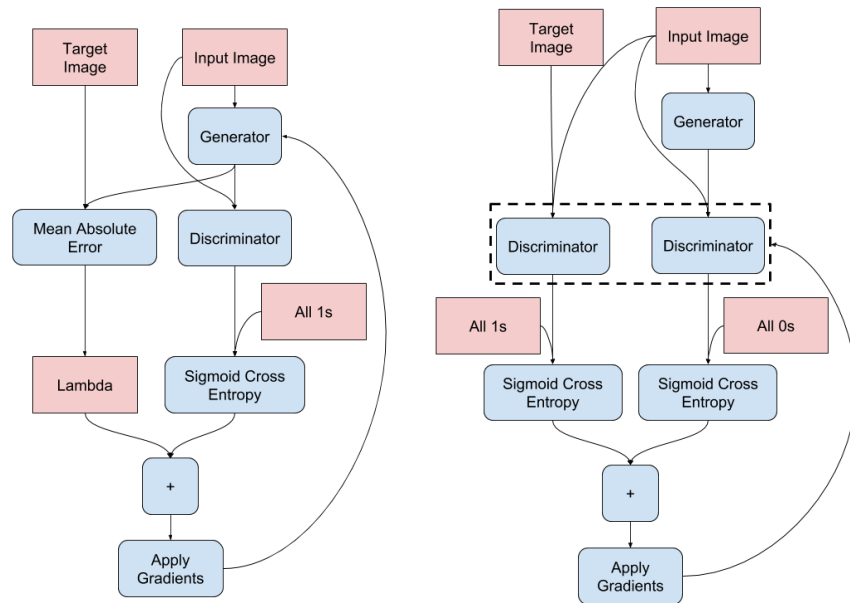 Target
Image
Input Image
Generator
Mean Absolute
Error
Discriminator
All 1s
Lambda
Sigmoid Cross
Entropy
+
Apply
Gradients
Target
Image
Input Image
Generator
Discriminator
Discriminator
All 1s
All 0s
Sigmoid Cross
Entropy
Sigmoid Cross
Entropy
+
Apply
Gradients